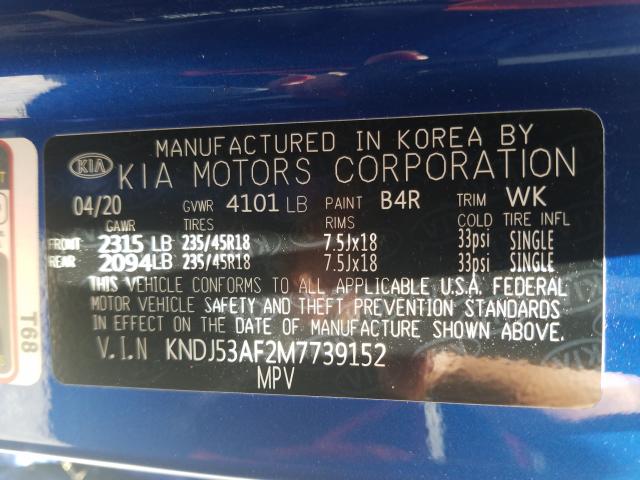 MANUFACTURED IN KOREA BY
KIA KIA MOTORS CORPORATION
04/20 GVWR 4101 LB PAINT B4R TRIM WK
GAWR TIRES RIMS COLD TIRE INFL
FRONT 2315 LB 235/45R18 7.5Jx18 33psi SINGLE
REAR 2094LB 235/45R18 7.5Jx18 33psi SINGLE
THIS VEHICLE CONFORMS TO ALL APPLICABLE U.S.A. FEDERAL
MOTOR VEHICLE SAFETY AND THEFT PREVENTION STANDARDS
IN EFFECT ON THE DATE OF MANUFACTURE SHOWN ABOVE.
V.I.N KNDJ53AF2M7739152
MPV
T68